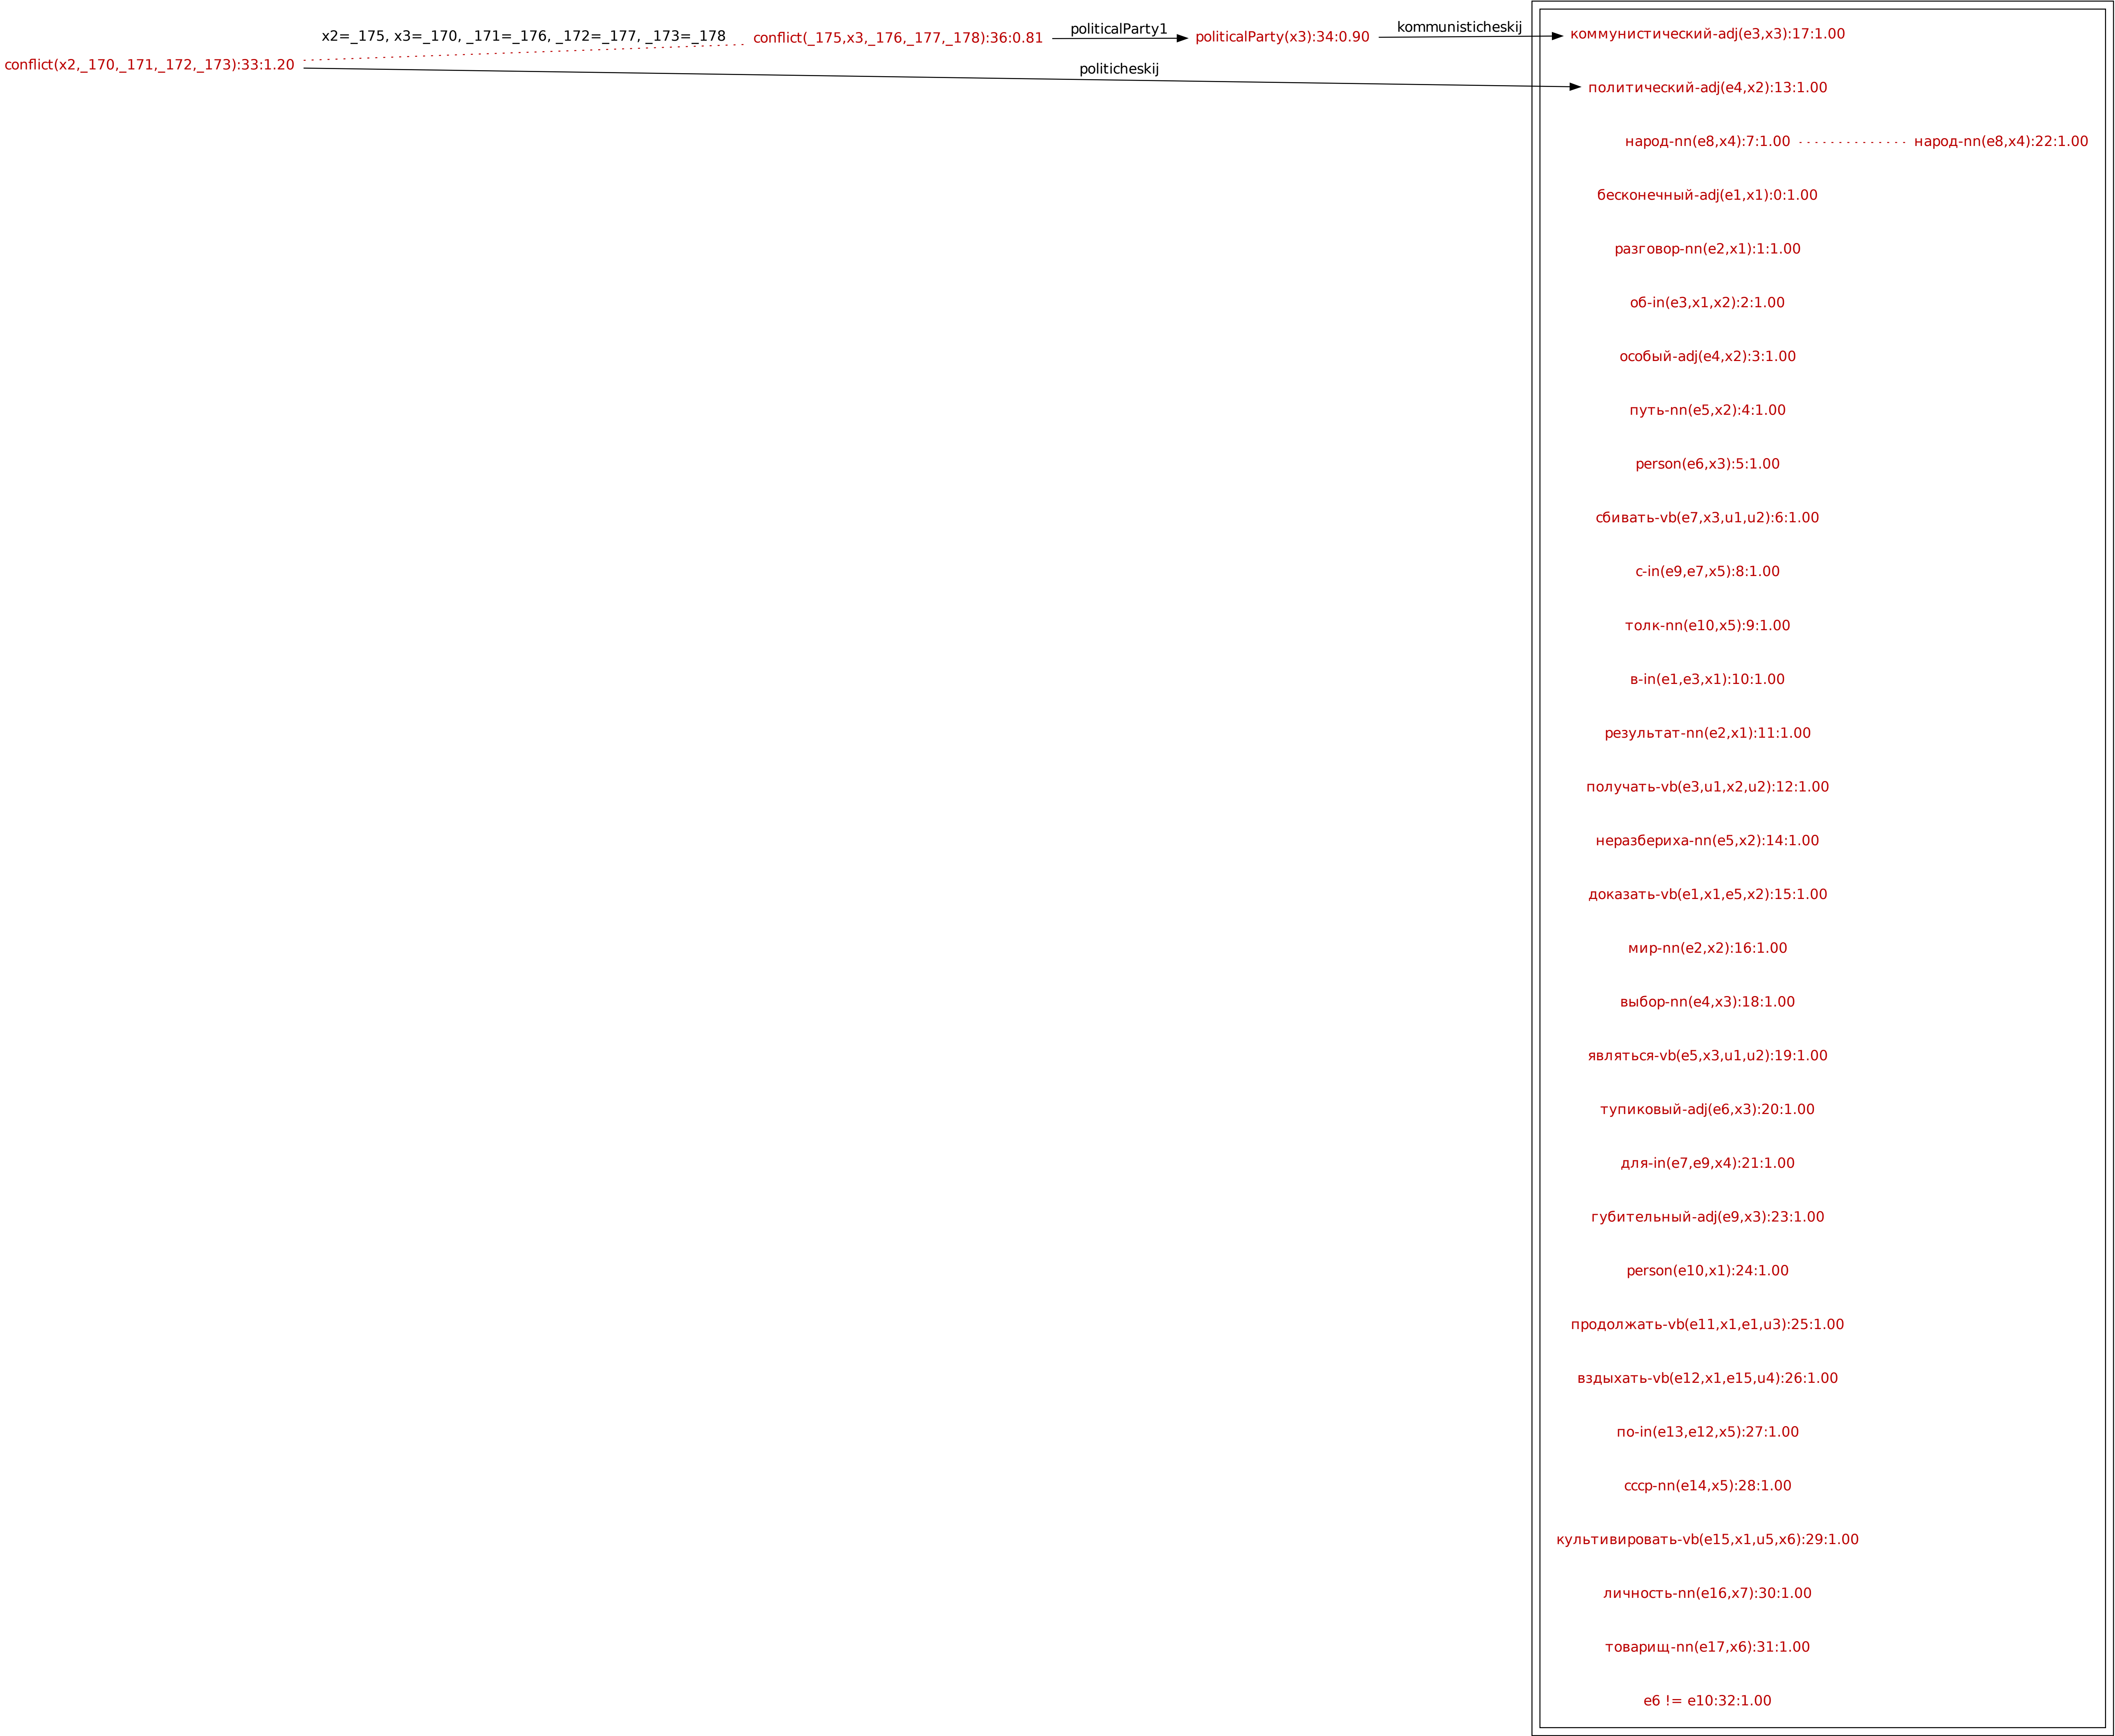 x2=_175, x3=_170, _171=_176, _172=_177, _173=_178
conflict(x2,_170,_171,_172,_173):33:1.20
conflict(_175,x3,_176,_177,_178):36:0.81
politicalParty1
politicalParty(x3):34:0.90
kommunisticheskij
politicheskij
коммунистический-adj(e3,x3):17:1.00
политический-adj(e4,x2):13:1.00
народ-nn(e8,x4):7:1.00 народ-nn(e8,x4):22:1.00
бесконечный-adj(e1,x1):0:1.00
разговор-nn(e2,x1):1:1.00
об-in(e3,x1,x2):2:1.00
особый-adj(e4,x2):3:1.00
путь-nn(e5,x2):4:1.00
person(e6,x3):5:1.00
сбивать-vb(e7,x3,u1,u2):6:1.00
с-in(e9,e7,x5):8:1.00
толк-nn(e10,x5):9:1.00
в-in(e1,e3,x1):10:1.00
результат-nn(e2,x1):11:1.00
получать-vb(e3,u1,x2,u2):12:1.00
неразбериха-nn(e5,x2):14:1.00
доказать-vb(e1,x1,e5,x2):15:1.00
мир-nn(e2,x2):16:1.00
выбор-nn(e4,x3):18:1.00
являться-vb(e5,x3,u1,u2):19:1.00
тупиковый-adj(e6,x3):20:1.00
для-in(e7,e9,x4):21:1.00
губительный-adj(e9,x3):23:1.00
person(e10,x1):24:1.00
продолжать-vb(e11,x1,e1,u3):25:1.00
вздыхать-vb(e12,x1,e15,u4):26:1.00
по-in(e13,e12,x5):27:1.00
ссср-nn(e14,x5):28:1.00
культивировать-vb(e15,x1,u5,x6):29:1.00
личность-nn(e16,x7):30:1.00
товарищ-nn(e17,x6):31:1.00
e6 != e10:32:1.00